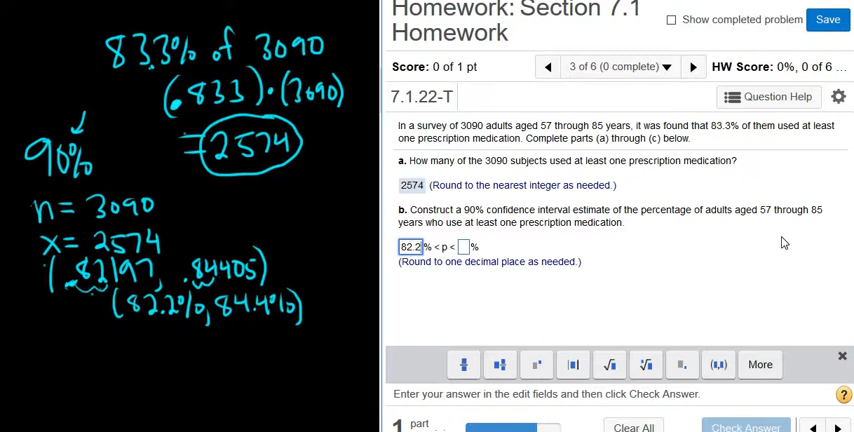 83.3% of 3090
(.833)·(3090)
= 2574
90%
n = 3090
x = 2574
(.82197, .84405)
(82.2%, 84.4%)
Homework: Section 7.1
Homework
Show completed problem
Save
Score: 0 of 1 pt
3 of 6 (0 complete)
HW Score: 0%, 0 of 6 ...
7.1.22-T
Question Help
In a survey of 3090 adults aged 57 through 85 years, it was found that 83.3% of them used at least
one prescription medication. Complete parts (a) through (c) below.
a. How many of the 3090 subjects used at least one prescription medication?
2574 (Round to the nearest integer as needed.)
b. Construct a 90% confidence interval estimate of the percentage of adults aged 57 through 85
years who use at least one prescription medication.
82.2 % < p < %
(Round to one decimal place as needed.)
More
Enter your answer in the edit fields and then click Check Answer.
?
1 part
Clear All
Check Answer